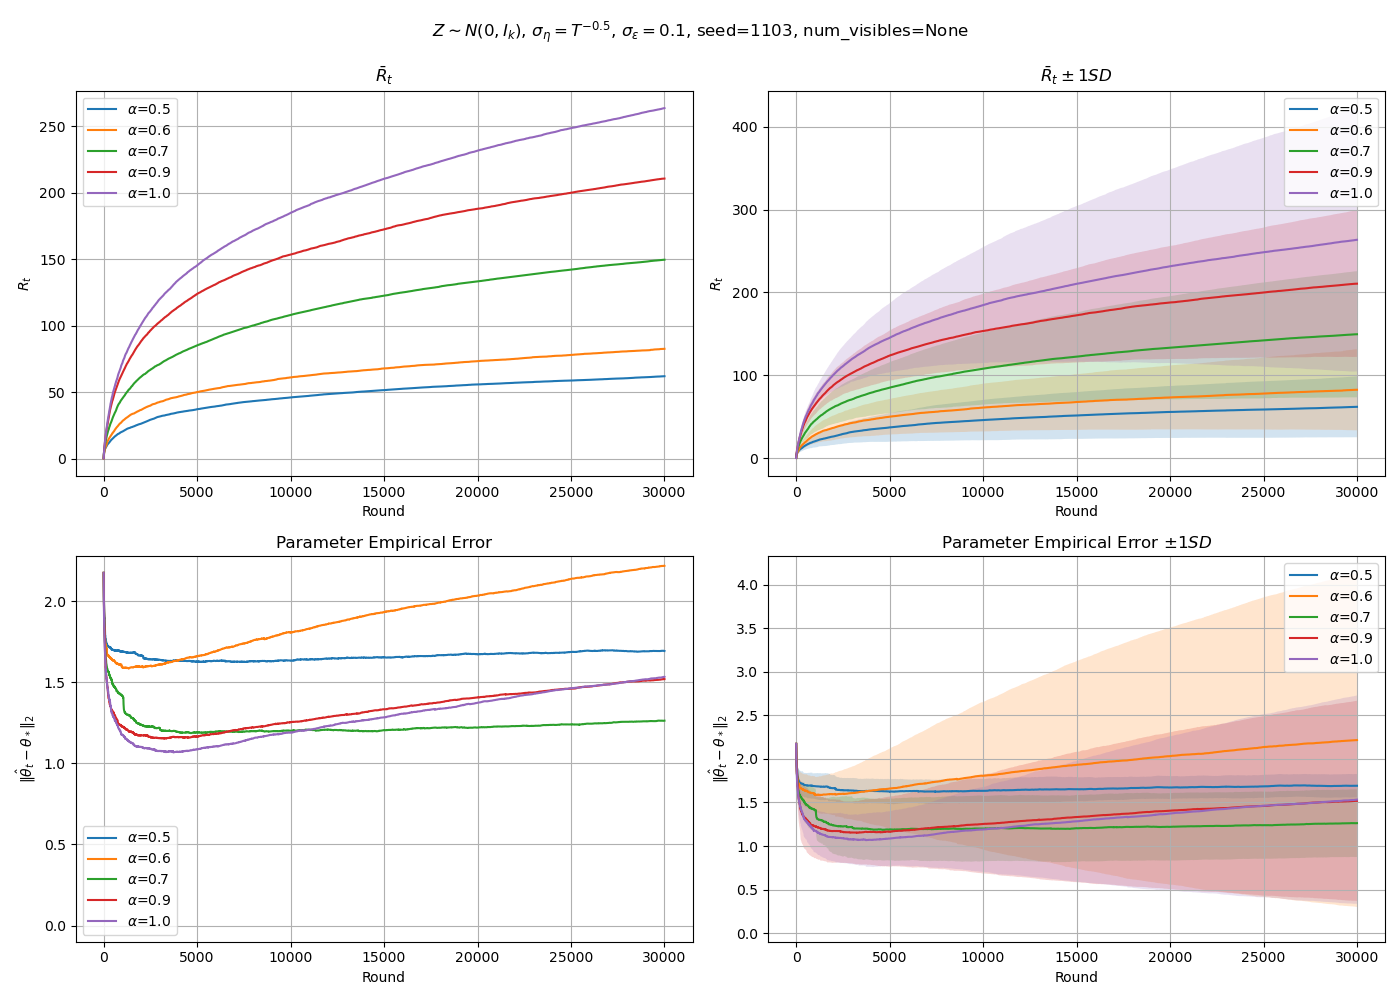 Z ∼ N(0, I_k), σ_η = T^{−0.5}, σ_ε = 0.1, seed=1103, num_visibles=None
R̄_t
R_t
250
200
150
100
50
0
α=0.5
α=0.6
α=0.7
α=0.9
α=1.0
0 5000 10000 15000 20000 25000 30000
Round
R̄_t ± 1SD
R_t
400
300
200
100
0
α=0.5
α=0.6
α=0.7
α=0.9
α=1.0
0 5000 10000 15000 20000 25000 30000
Round
Parameter Empirical Error
‖θ̂_t − θ_*‖_2
2.0
1.5
1.0
0.5
0.0
α=0.5
α=0.6
α=0.7
α=0.9
α=1.0
0 5000 10000 15000 20000 25000 30000
Round
Parameter Empirical Error ±1SD
‖θ̂_t − θ_*‖_2
4.0
3.5
3.0
2.5
2.0
1.5
1.0
0.5
0.0
α=0.5
α=0.6
α=0.7
α=0.9
α=1.0
0 5000 10000 15000 20000 25000 30000
Round